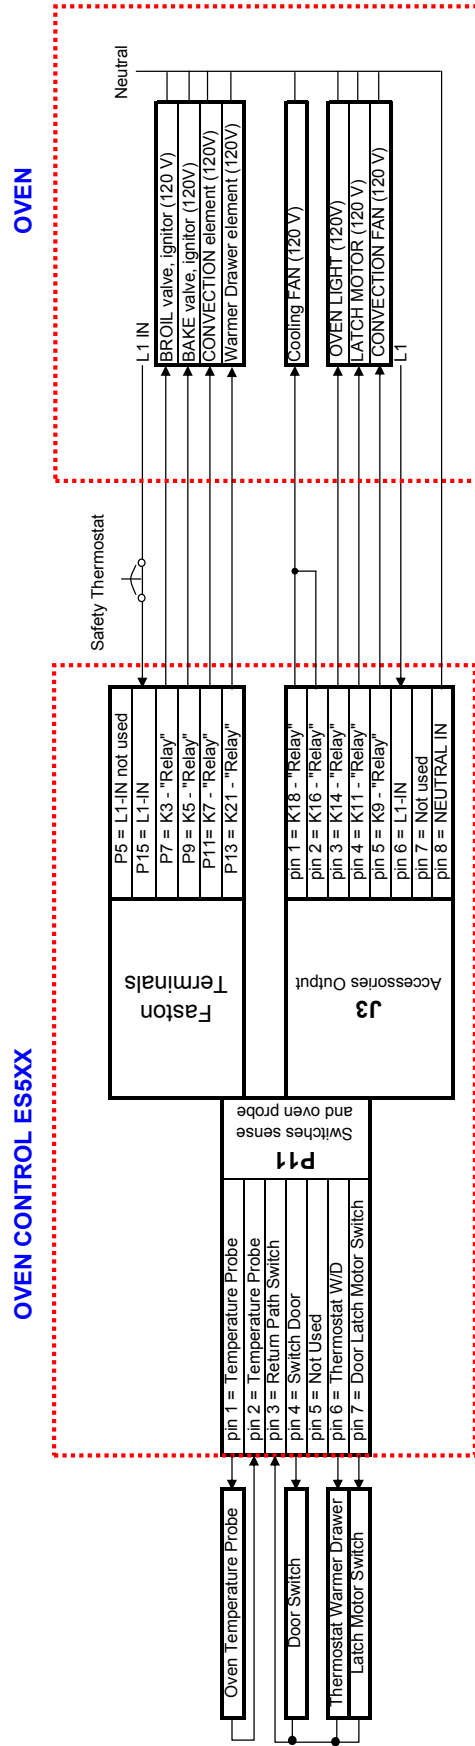 OVEN CONTROL ES5XX
OVEN
Oven Temperature Probe
Door Switch
Thermostat Warmer Drawer
Latch Motor Switch
pin 1 = Temperature Probe
pin 2 = Temperature Probe
pin 3 = Return Path Switch
pin 4 = Switch Door
pin 5 = Not Used
pin 6 = Thermostat W/D
pin 7 = Door Latch Motor Switch
P11
Switches sense
and oven probe
Faston
Terminals
P5 = L1-IN not used
P15 = L1-IN
P7 = K3 - "Relay"
P9 = K5 - "Relay"
P11= K7 - "Relay"
P13 = K21 - "Relay"
J3
Accessories Output
pin 1 = K18 - "Relay"
pin 2 = K16 - "Relay"
pin 3 = K14 - "Relay"
pin 4 = K11 - "Relay"
pin 5 = K9 - "Relay"
pin 6 = L1-IN
pin 7 = Not used
pin 8 = NEUTRAL IN
Safety Thermostat
L1 IN
Neutral
BROIL valve, ignitor (120 V)
BAKE valve, ignitor (120V)
CONVECTION element (120V)
Warmer Drawer element (120V)
Cooling FAN (120 V)
OVEN LIGHT (120V)
LATCH MOTOR (120 V)
CONVECTION FAN (120 V)
L1